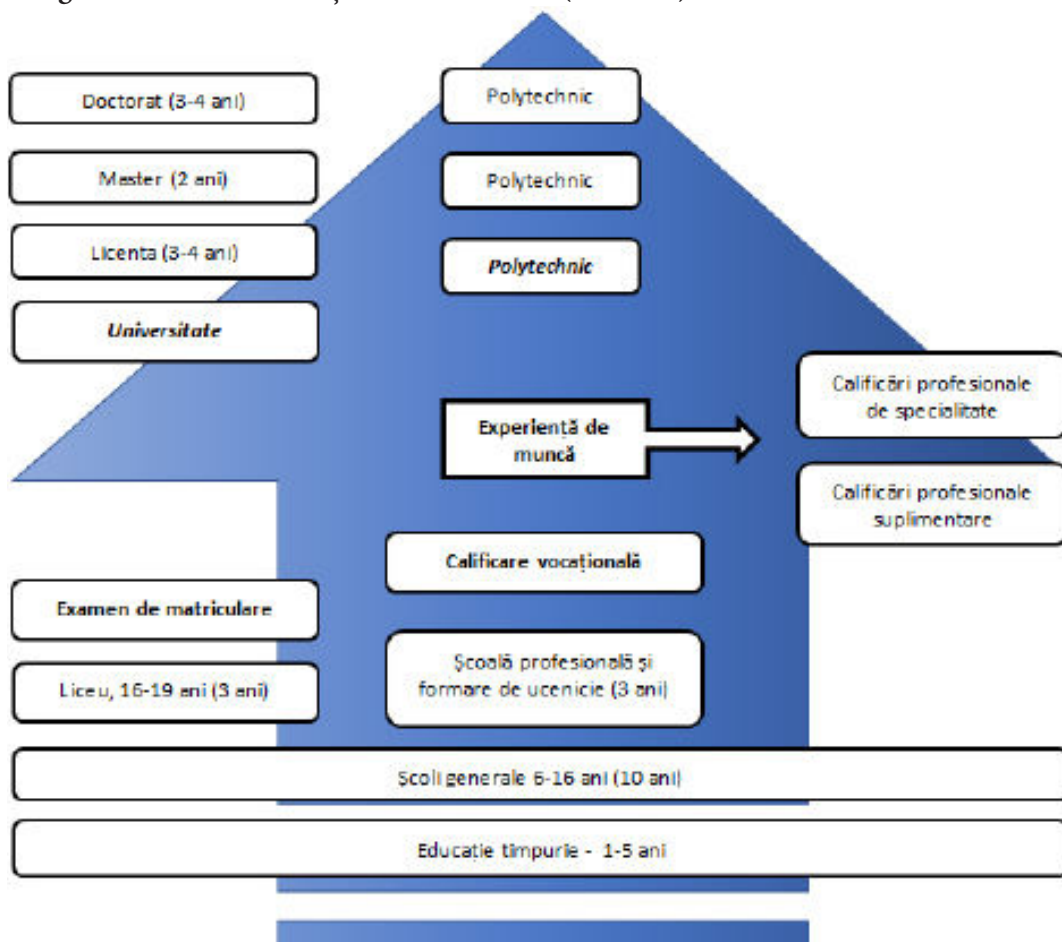 Doctorat (3-4 ani)
Polytechnic
Master (2 ani)
Polytechnic
Licenta (3-4 ani)
Polytechnic
Universitate
Calificări profesionale
de specialitate
Experiență de
muncă
Calificări profesionale
suplimentare
Calificare vocațională
Examen de matriculare
Școală profesională și
formare de ucenicie (3 ani)
Liceu, 16-19 ani (3 ani)
Școli generale 6-16 ani (10 ani)
Educație timpurie - 1-5 ani